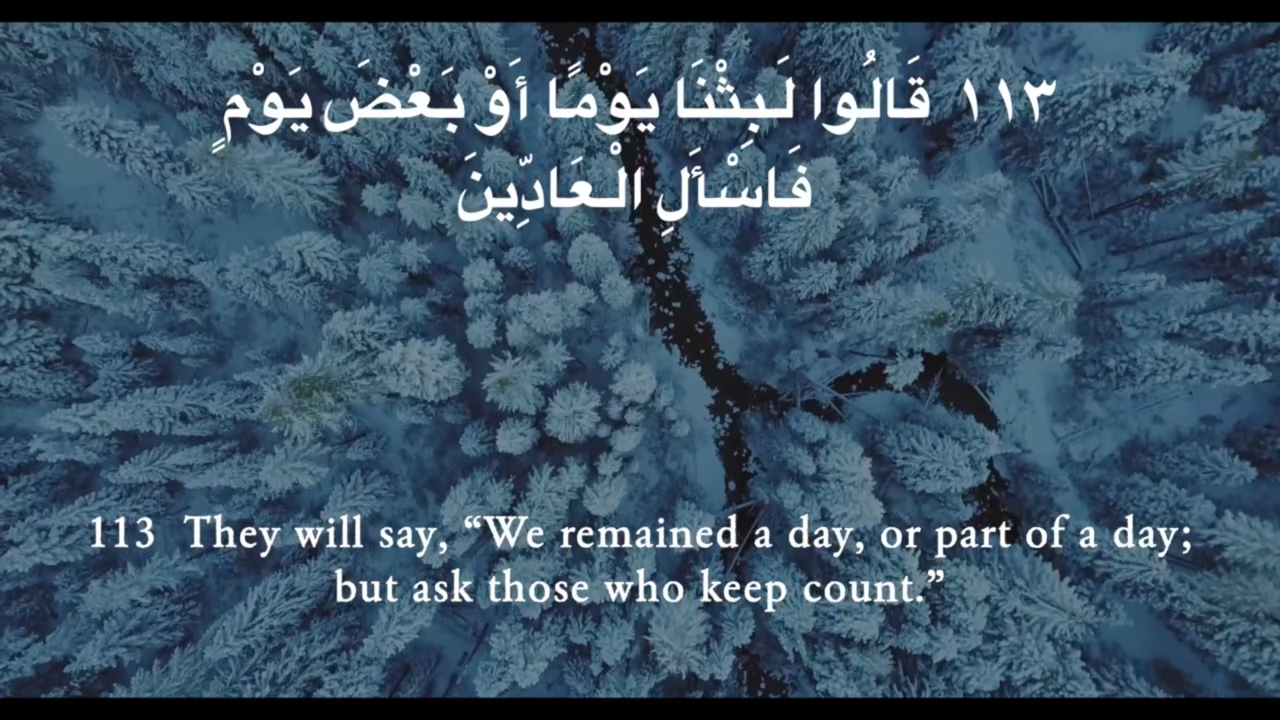 ١١٣ قَالُوا لَبِثْنَا يَوْمًا أَوْ بَعْضَ يَوْمٍ
فَاسْأَلِ الْعَادِّينَ
113 They will say, “We remained a day, or part of a day;
but ask those who keep count.”